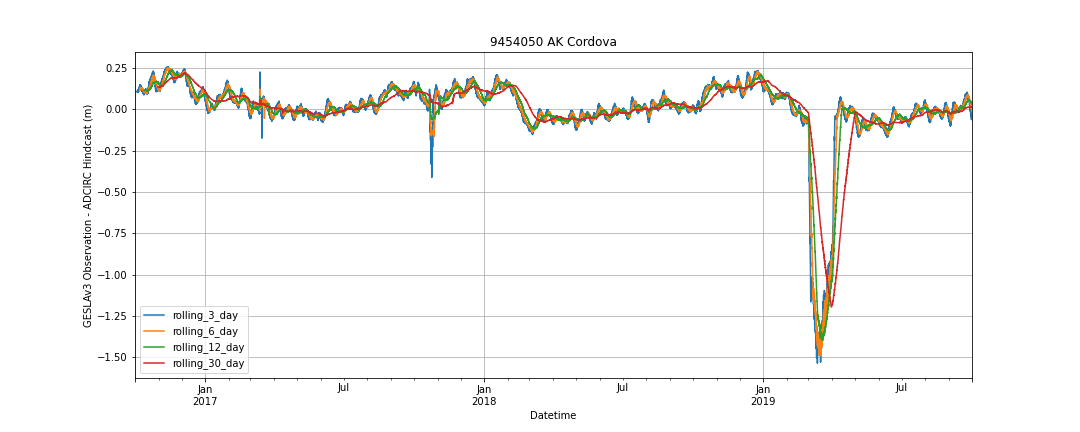 9454050 AK Cordova
GESLAv3 Observation - ADCIRC Hindcast (m)
0.25
0.00
−0.25
−0.50
−0.75
−1.00
−1.25
−1.50
rolling_3_day
rolling_6_day
rolling_12_day
rolling_30_day
Jan
2017
Jul
Jan
2018
Jul
Jan
2019
Jul
Datetime